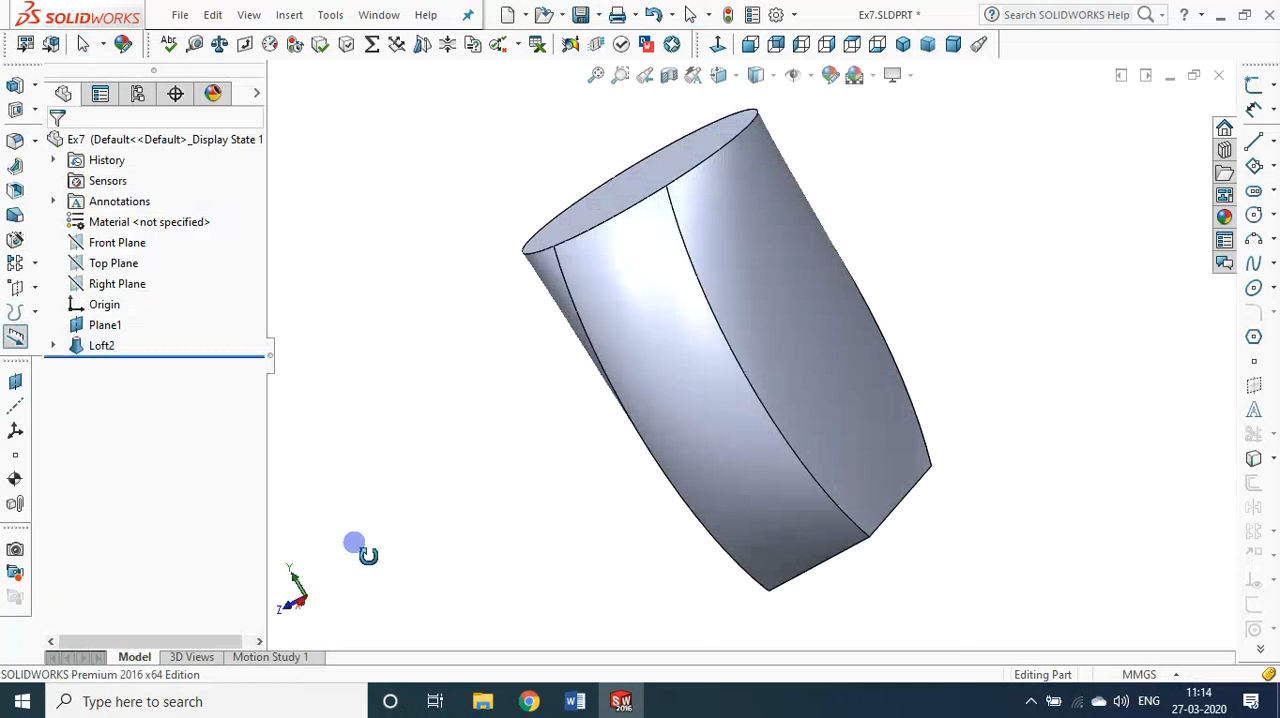 3S SOLIDWORKS File Edit View Insert Tools Window Help Ex7.SLDPRT * Search SOLIDWORKS Help ?
Abc
Ex7 (Default<<Default>_Display State 1
History
Sensors
A Annotations
Material <not specified>
Front Plane
Top Plane
Right Plane
Origin
Plane1
Loft2
Y
Z
Model 3D Views Motion Study 1
SOLIDWORKS Premium 2016 x64 Edition Editing Part MMGS
Type here to search ENG 11:14
27-03-2020